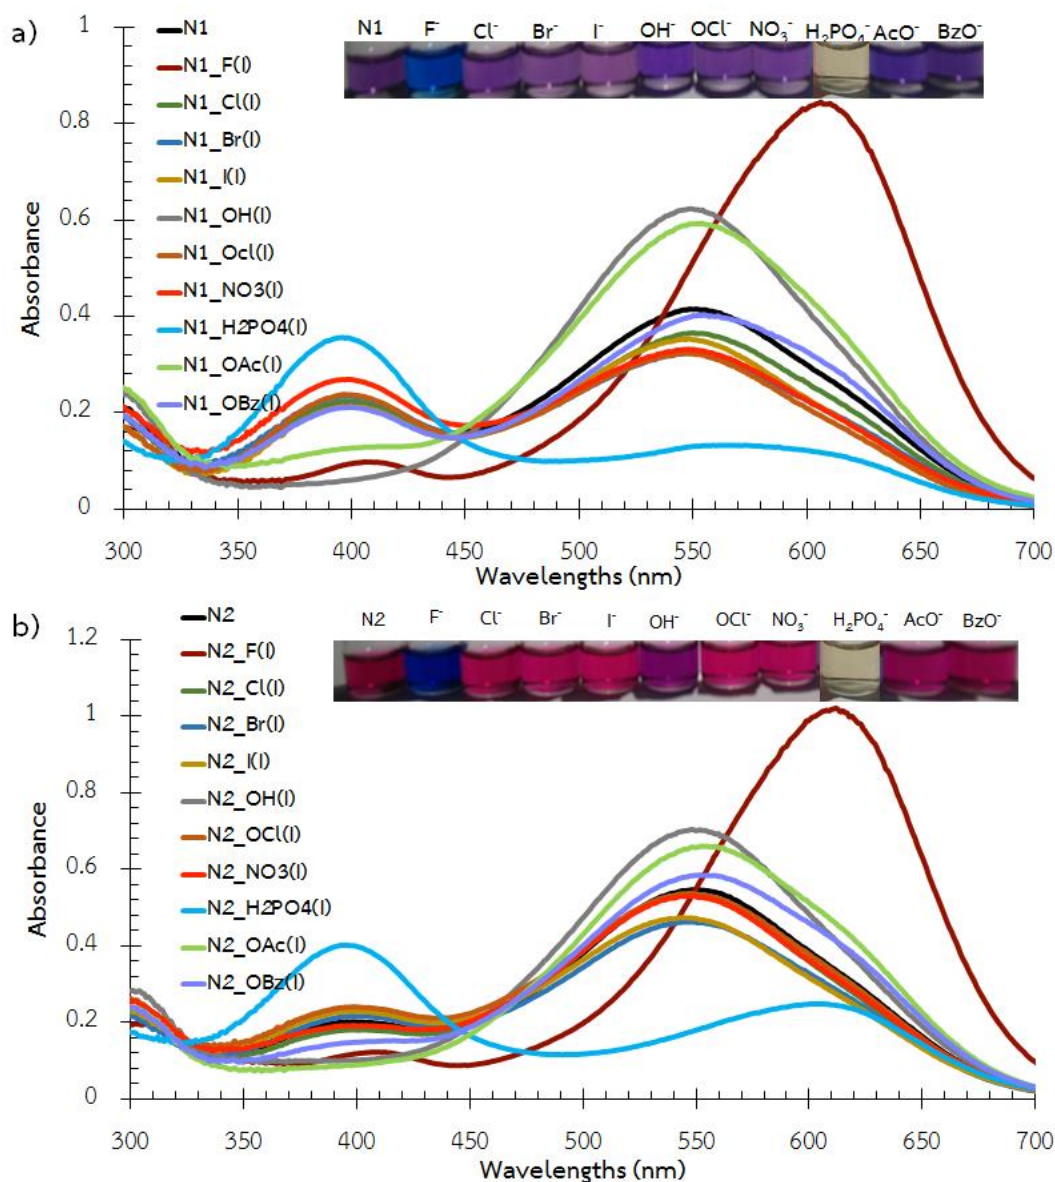 a)
N1 F⁻ Cl⁻ Br⁻ I⁻ OH⁻ OCl⁻ NO₃⁻ H₂PO₄⁻ AcO⁻ BzO⁻
1
0.8
0.6
0.4
0.2
0
Absorbance
N1
N1_F(I)
N1_Cl(I)
N1_Br(I)
N1_I(I)
N1_OH(I)
N1_Ocl(I)
N1_NO3(I)
N1_H2PO4(I)
N1_OAc(I)
N1_OBz(I)
300 350 400 450 500 550 600 650 700
Wavelengths (nm)
b)
N2 F⁻ Cl⁻ Br⁻ I⁻ OH⁻ OCl⁻ NO₃⁻ H₂PO₄⁻ AcO⁻ BzO⁻
1.2
1
0.8
0.6
0.4
0.2
0
Absorbance
N2
N2_F(I)
N2_Cl(I)
N2_Br(I)
N2_I(I)
N2_OH(I)
N2_OCl(I)
N2_NO3(I)
N2_H2PO4(I)
N2_OAc(I)
N2_OBz(I)
300 350 400 450 500 550 600 650 700
Wavelengths (nm)